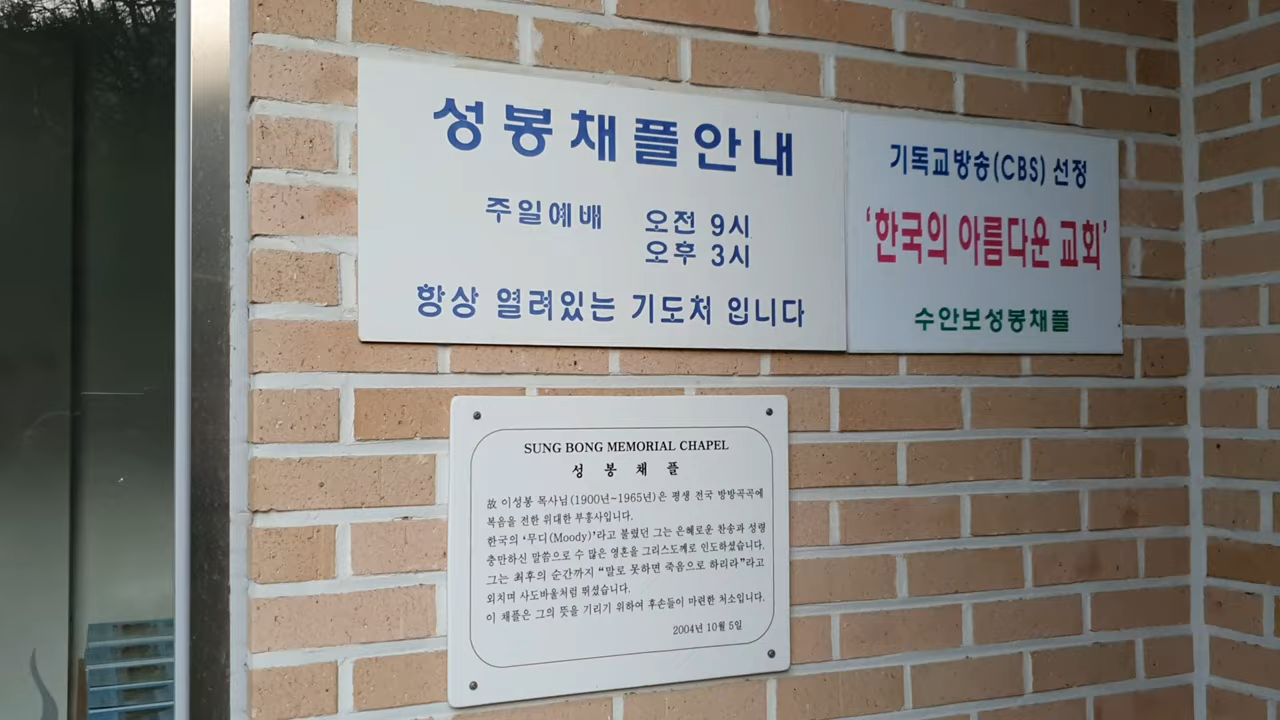 성봉채플안내
주일예배 오전 9시
오후 3시
항상 열려있는 기도처 입니다
기독교방송(CBS) 선정
'한국의 아름다운 교회'
수안보성봉채플
SUNG BONG MEMORIAL CHAPEL
성 봉 채 플
故 이성봉 목사님(1900년~1965년)은 평생 전국 방방곡곡에
복음을 전한 위대한 부흥사입니다.
한국의 '무디(Moody)'라고 불렸던 그는 은혜로운 찬송과 성령
충만하신 말씀으로 수 많은 영혼을 그리스도께로 인도하셨습니다.
그는 최후의 순간까지 "말로 못하면 죽음으로 하리라"라고
외치며 사도바울처럼 뛰셨습니다.
이 채플은 그의 뜻을 기리기 위하여 후손들이 마련한 처소입니다.
2004년 10월 5일